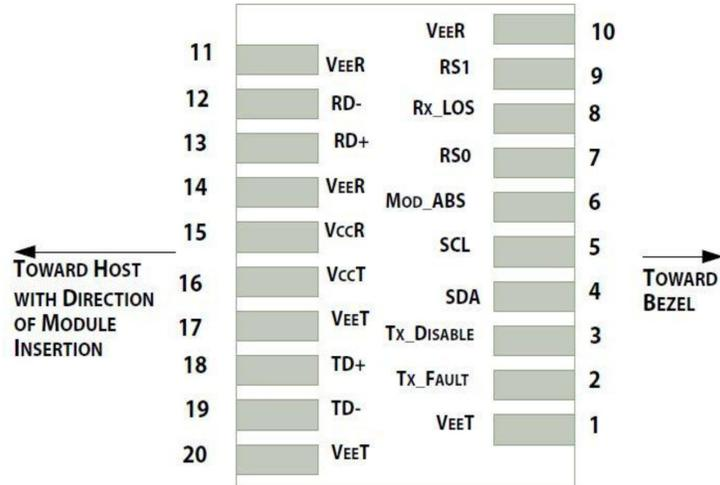 VEER 10
11 VEER
RS1 9
12 RD-
RX_LOS 8
13 RD+
RS0 7
14 VEER
MOD_ABS 6
15 VCCR
SCL 5
16 VCCT
SDA 4
17 VEET
TX_DISABLE 3
18 TD+
TX_FAULT 2
19 TD-
VEET 1
20 VEET
TOWARD HOST
WITH DIRECTION
OF MODULE
INSERTION
TOWARD
BEZEL